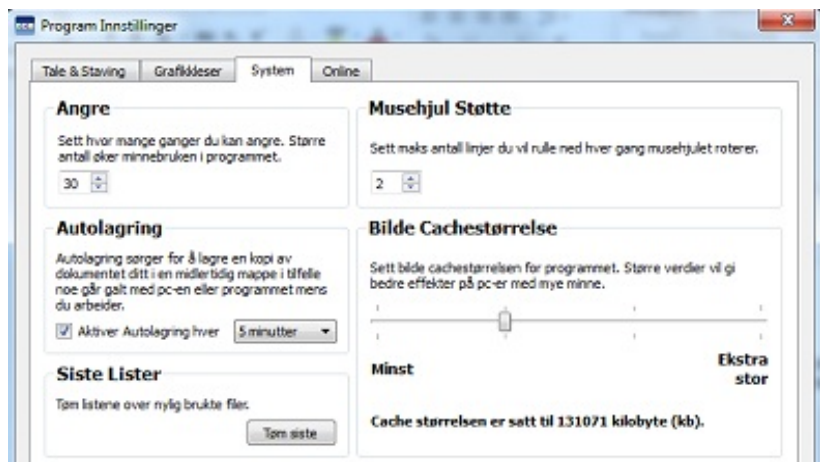 Program Innstillinger
Tale & Staving Grafikkleser System Online
Angre
Sett hvor mange ganger du kan angre. Større
antall øker minnebruken i programmet.
30
Autolagring
Autolagring sørger for å lagre en kopi av
dokumentet ditt i en midlertidig mappe i tilfelle
noe går galt med pc-en eller programmet mens
du arbeider.
Aktiver Autolagring hver 5 minutter
Siste Lister
Tøm listene over nylig brukte filer.
Tøm siste
Musehjul Støtte
Sett maks antall linjer du vil rulle ned hver gang musehjulet roterer.
2
Bilde Cachestørrelse
Sett bilde cachestørrelsen for programmet. Større verdier vil gi
bedre effekter på pc-er med mye minne.
Minst
Ekstra
stor
Cache størrelsen er satt til 131071 kilobyte (kb).